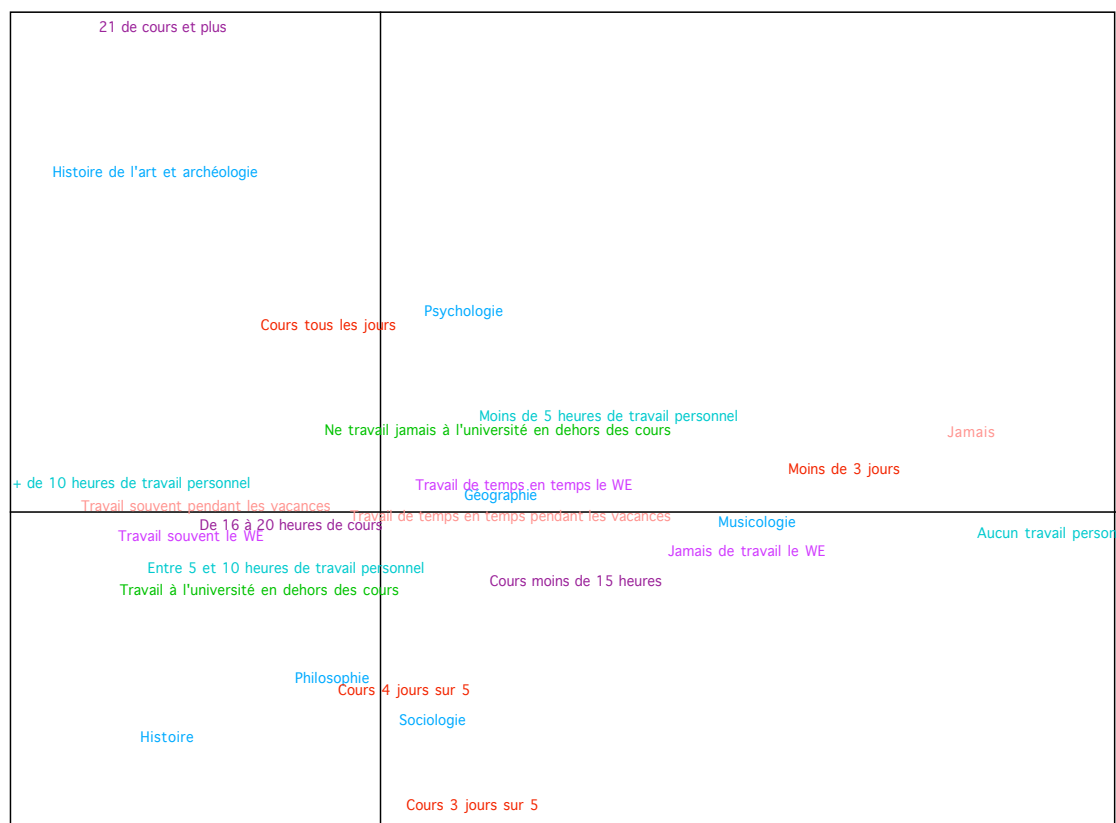 21 de cours et plus
Histoire de l'art et archéologie
Psychologie
Cours tous les jours
Moins de 5 heures de travail personnel
Ne travail jamais à l'université en dehors des cours
Jamais
Moins de 3 jours
+ de 10 heures de travail personnel
Travail de temps en temps le WE
Géographie
Travail souvent pendant les vacances
Travail de temps en temps pendant les vacances
De 16 à 20 heures de cours
Musicologie
Travail souvent le WE
Aucun travail person
Jamais de travail le WE
Entre 5 et 10 heures de travail personnel
Cours moins de 15 heures
Travail à l'université en dehors des cours
Philosophie
Cours 4 jours sur 5
Sociologie
Histoire
Cours 3 jours sur 5